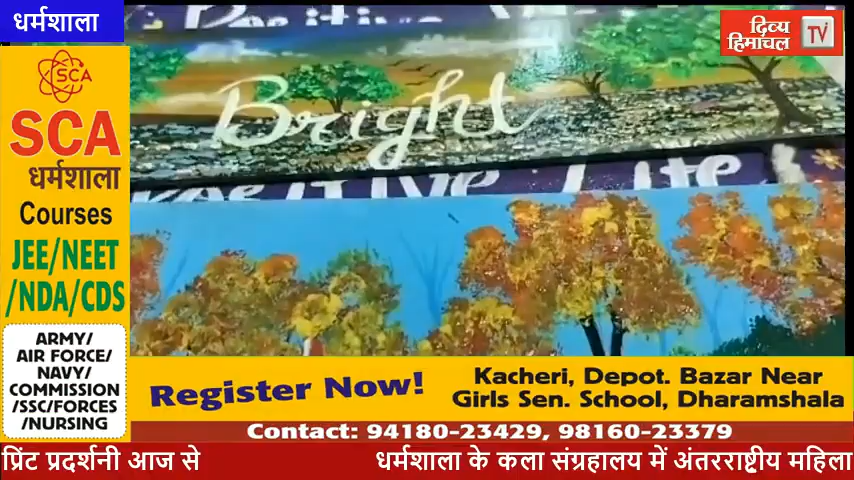 धर्मशाला
दिव्य
हिमाचल
TV
SCA
SCA
धर्मशाला
Courses
JEE/NEET
/NDA/CDS
ARMY/
AIR FORCE/
NAVY/
COMMISSION
/SSC/FORCES
/NURSING
Bright
Positive Life
Register Now!
Kacheri, Depot. Bazar Near
Girls Sen. School, Dharamshala
Contact: 94180-23429, 98160-23379
प्रिंट प्रदर्शनी आज से
धर्मशाला के कला संग्रहालय में अंतरराष्ट्रीय महिला